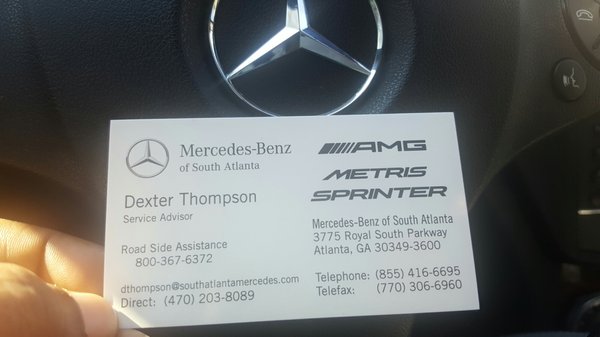 Mercedes-Benz
of South Atlanta
Dexter Thompson
Service Advisor
Road Side Assistance
800-367-6372
dthompson@southatlantamercedes.com
Direct: (470) 203-8089
AMG
METRIS
SPRINTER
Mercedes-Benz of South Atlanta
3775 Royal South Parkway
Atlanta, GA 30349-3600
Telephone: (855) 416-6695
Telefax: (770) 306-6960